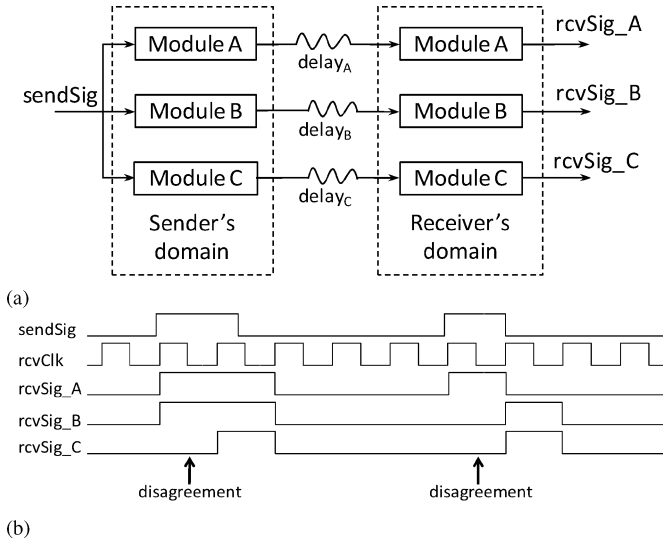 rcvSig_A
Module A
Module A
delayA
sendSig
rcvSig_B
Module B
Module B
delayB
rcvSig_C
Module C
Module C
delayC
Sender's
domain
Receiver's
domain
(a)
sendSig
rcvClk
rcvSig_A
rcvSig_B
rcvSig_C
disagreement
disagreement
(b)